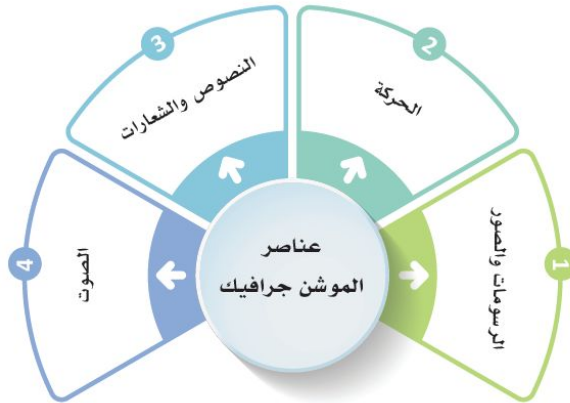 عناصر
الموشن جرافيك
1
الرسومات والصور
2
الحركة
3
النصوص والشعارات
4
الصوت